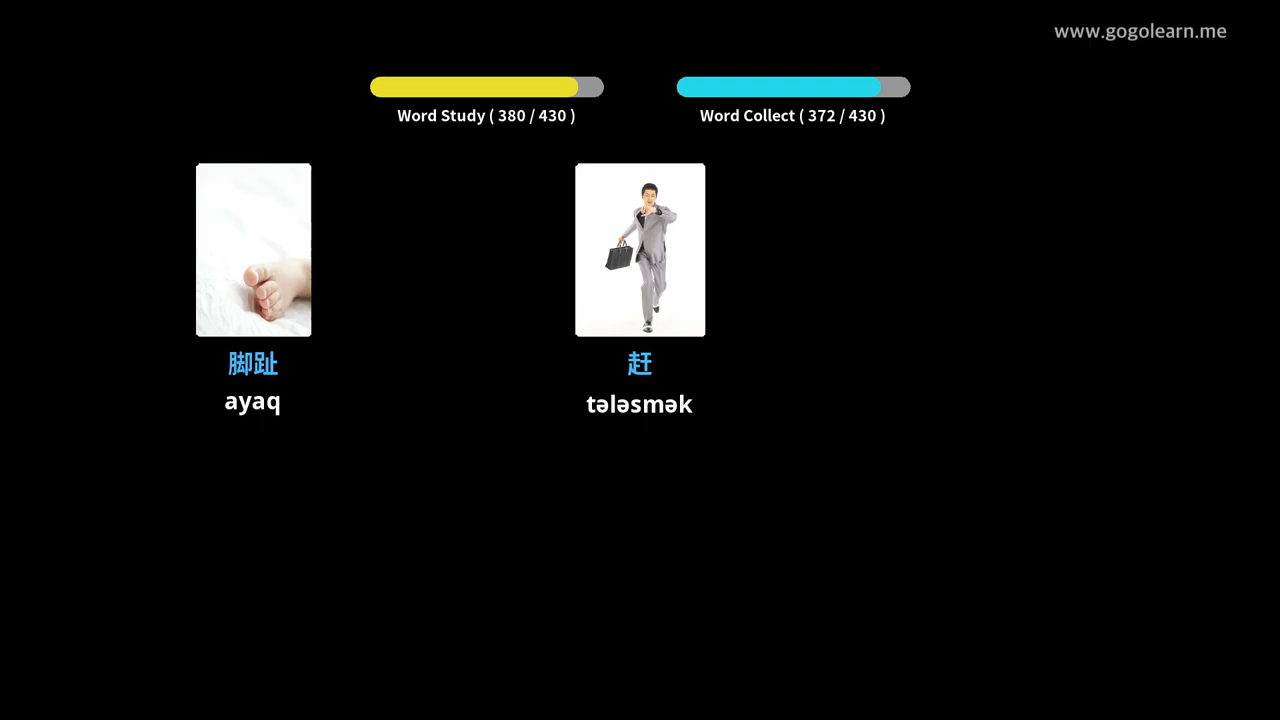 www.gogolearn.me
Word Study ( 380 / 430 )
Word Collect ( 372 / 430 )
脚趾
ayaq
赶
tələsmək